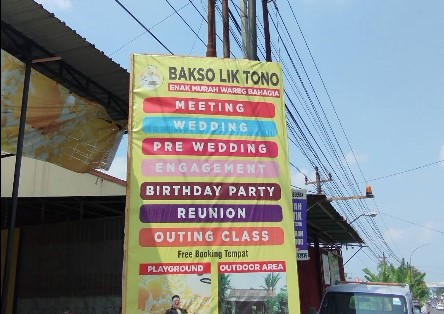 BAKSO LIK TONO
ENAK MURAH WAREG BAHAGIA
MEETING
WEDDING
PRE WEDDING
ENGAGEMENT
BIRTHDAY PARTY
REUNION
OUTING CLASS
Free Booking Tempat
PLAYGROUND
OUTDOOR AREA